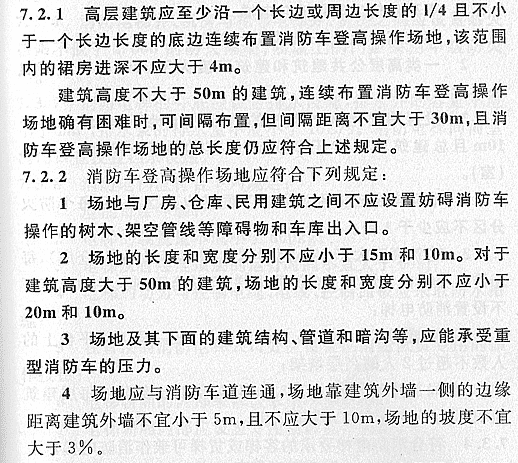 7.2.1 高层建筑应至少沿一个长边或周边长度的 1/4 且不小
于一个长边长度的底边连续布置消防车登高操作场地,该范围
内的裙房进深不应大于 4m。
建筑高度不大于 50m 的建筑,连续布置消防车登高操作
场地确有困难时,可间隔布置,但间隔距离不宜大于 30m,且消
防车登高操作场地的总长度仍应符合上述规定。
7.2.2 消防车登高操作场地应符合下列规定:
1 场地与厂房、仓库、民用建筑之间不应设置妨碍消防车
操作的树木、架空管线等障碍物和车库出入口。
2 场地的长度和宽度分别不应小于 15m 和 10m。对于
建筑高度大于 50m 的建筑,场地的长度和宽度分别不应小于
20m 和 10m。
3 场地及其下面的建筑结构、管道和暗沟等,应能承受重
型消防车的压力。
4 场地应与消防车道连通,场地靠建筑外墙一侧的边缘
距离建筑外墙不宜小于 5m,且不应大于 10m,场地的坡度不宜
大于 3%。